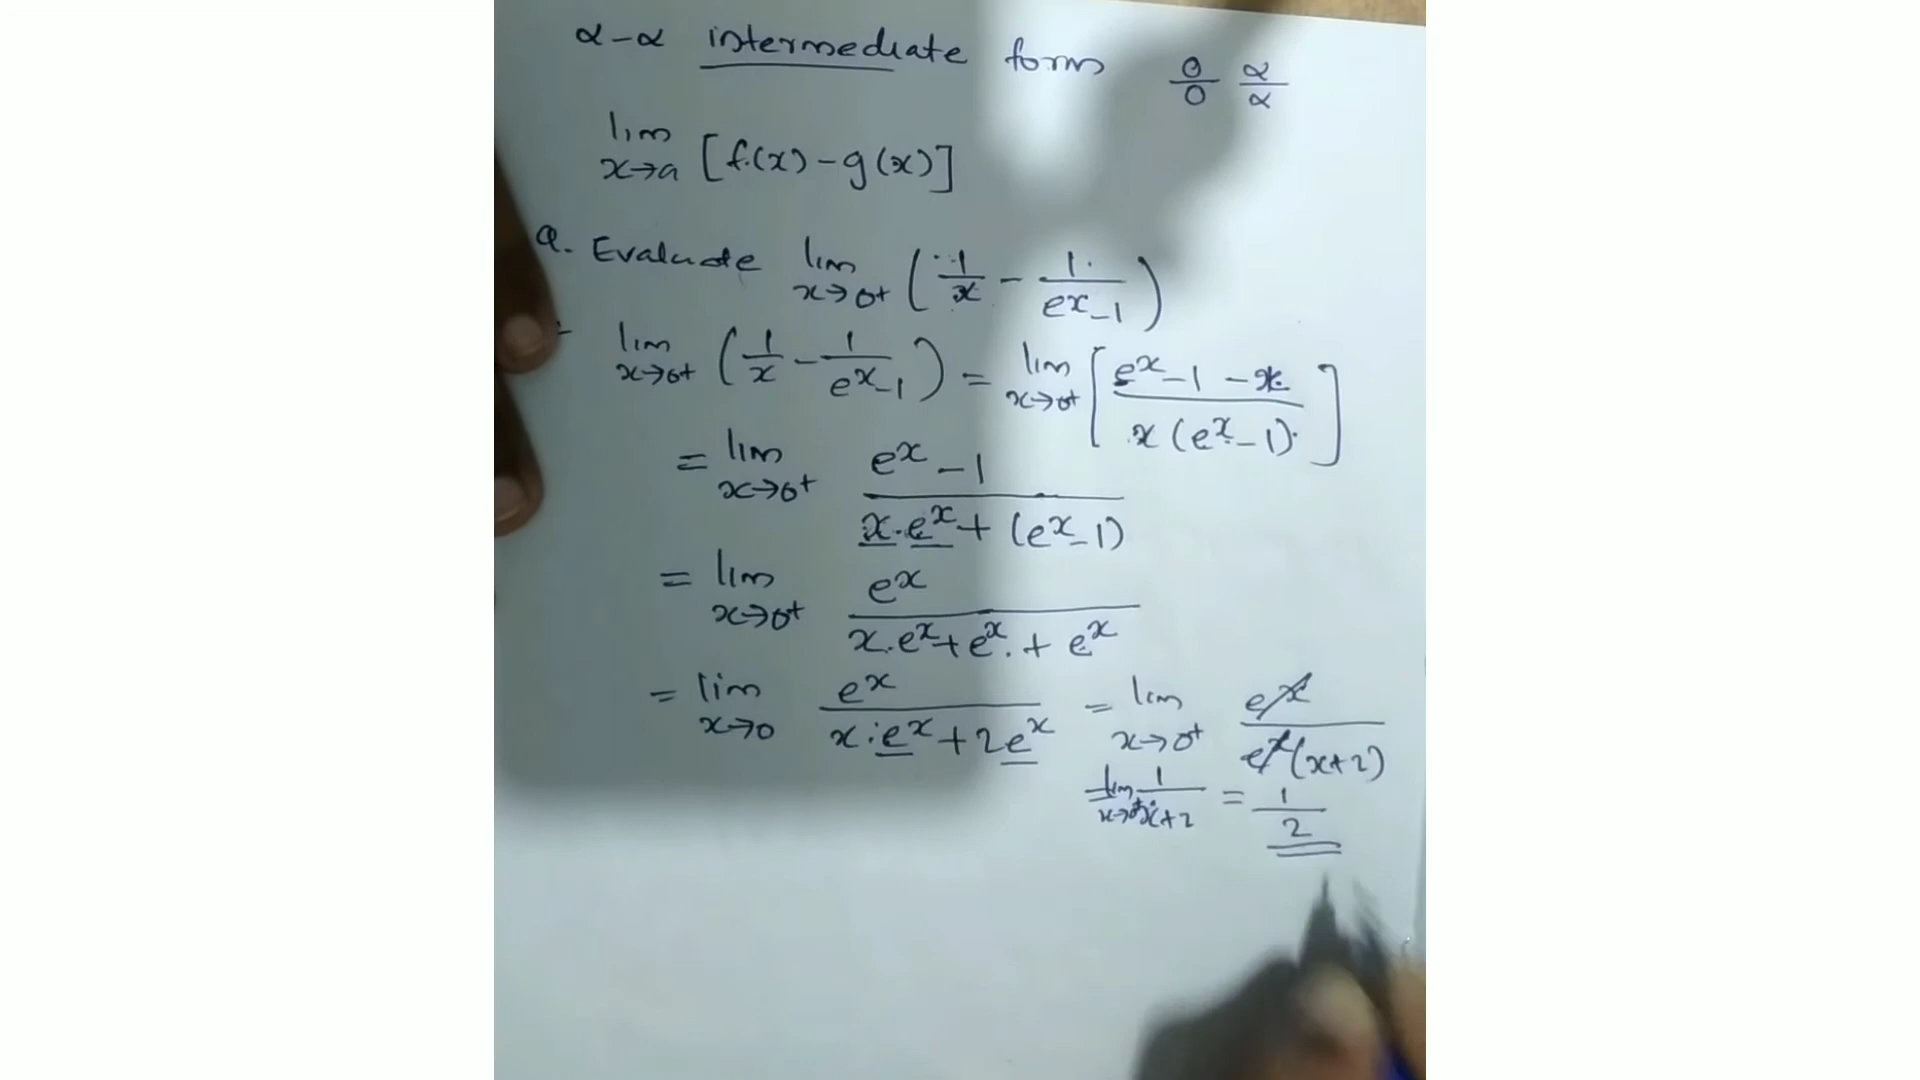 α-α intermediate form 0/0 α/α
lim x→a [f(x) - g(x)]
Q. Evaluate lim x→0+ (1/x - 1/(e^x-1))
lim x→0+ (1/x - 1/(e^x-1)) = lim x→0+ [(e^x-1-x)/(x(e^x-1))]
= lim x→0+ (e^x-1)/(x.e^x+(e^x-1))
= lim x→0+ e^x/(x.e^x+e^x.+e^x)
= lim x→0 e^x/(x.e^x+2e^x) = lim x→0+ e^x/(e^x(x+2))
lim x→0+ 1/(x+2) = 1/2